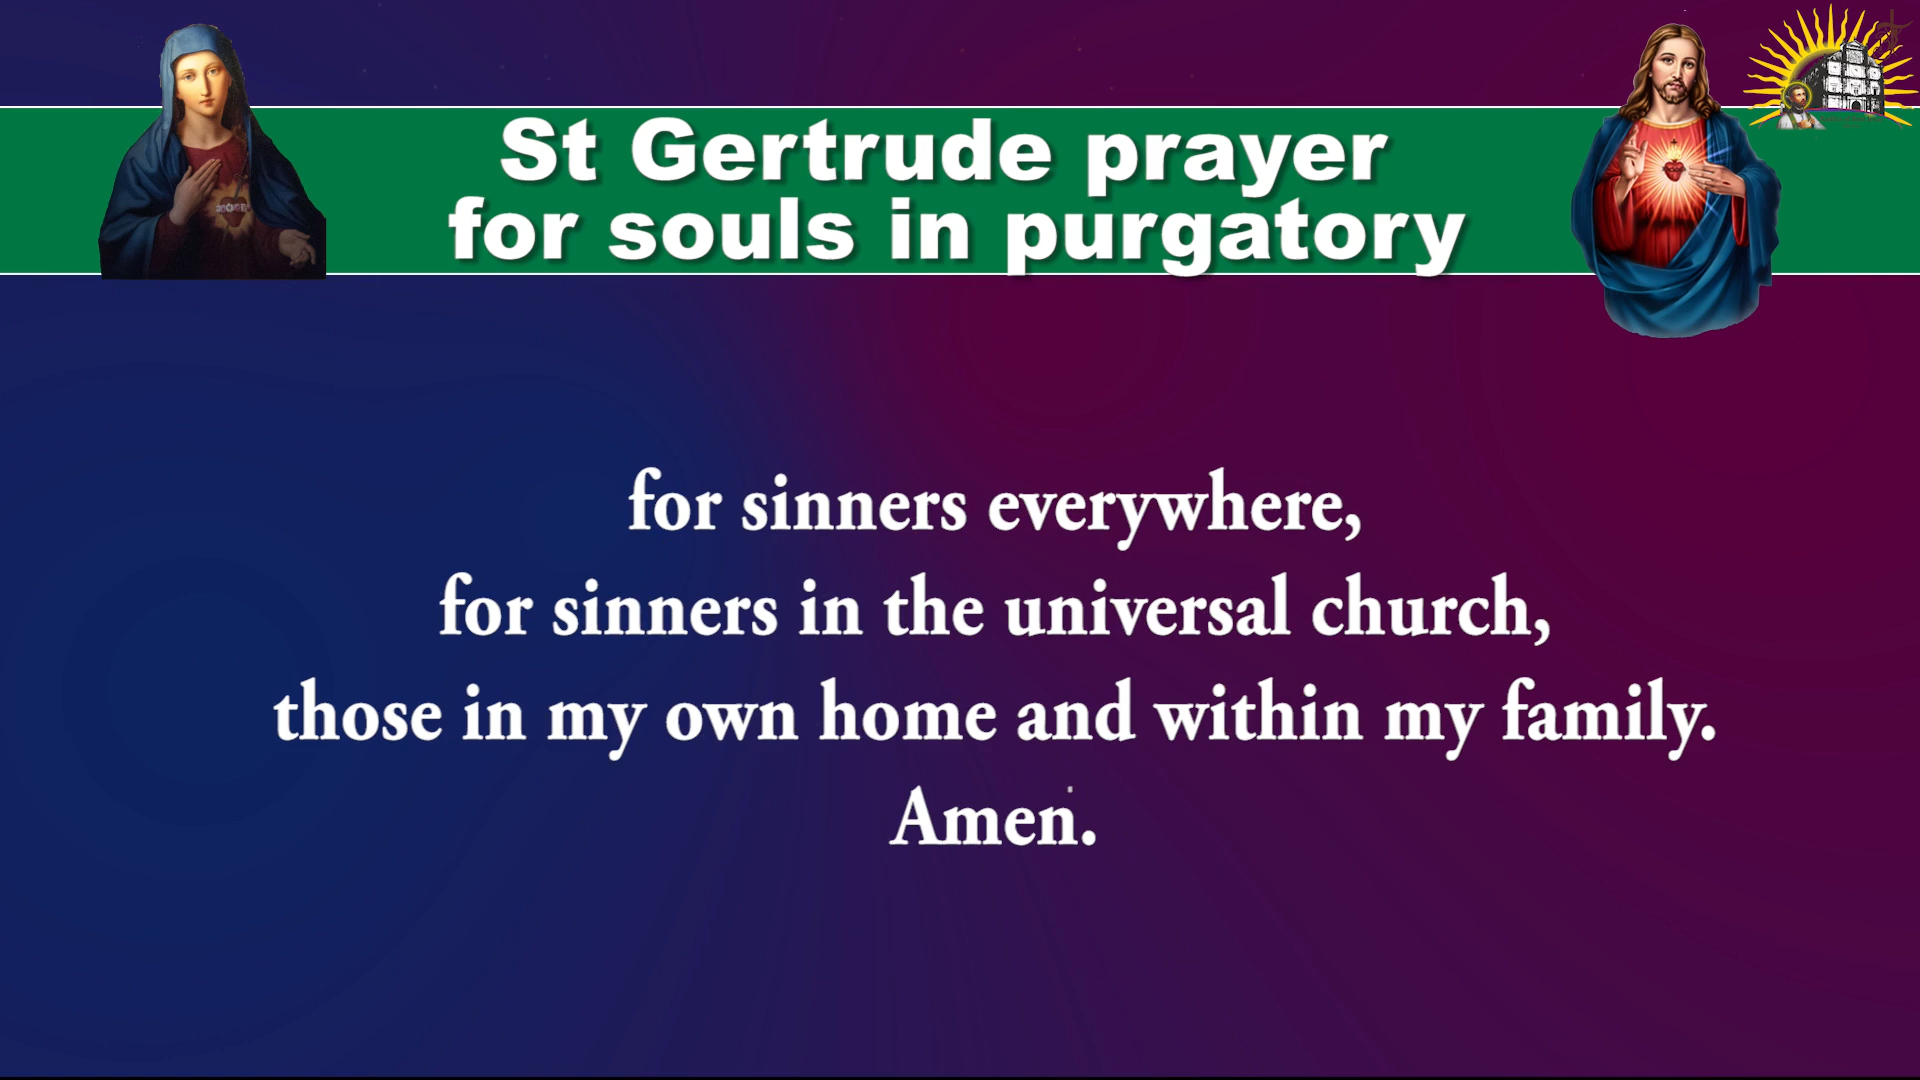 St Gertrude prayer
for souls in purgatory
for sinners everywhere,
for sinners in the universal church,
those in my own home and within my family.
Amen.